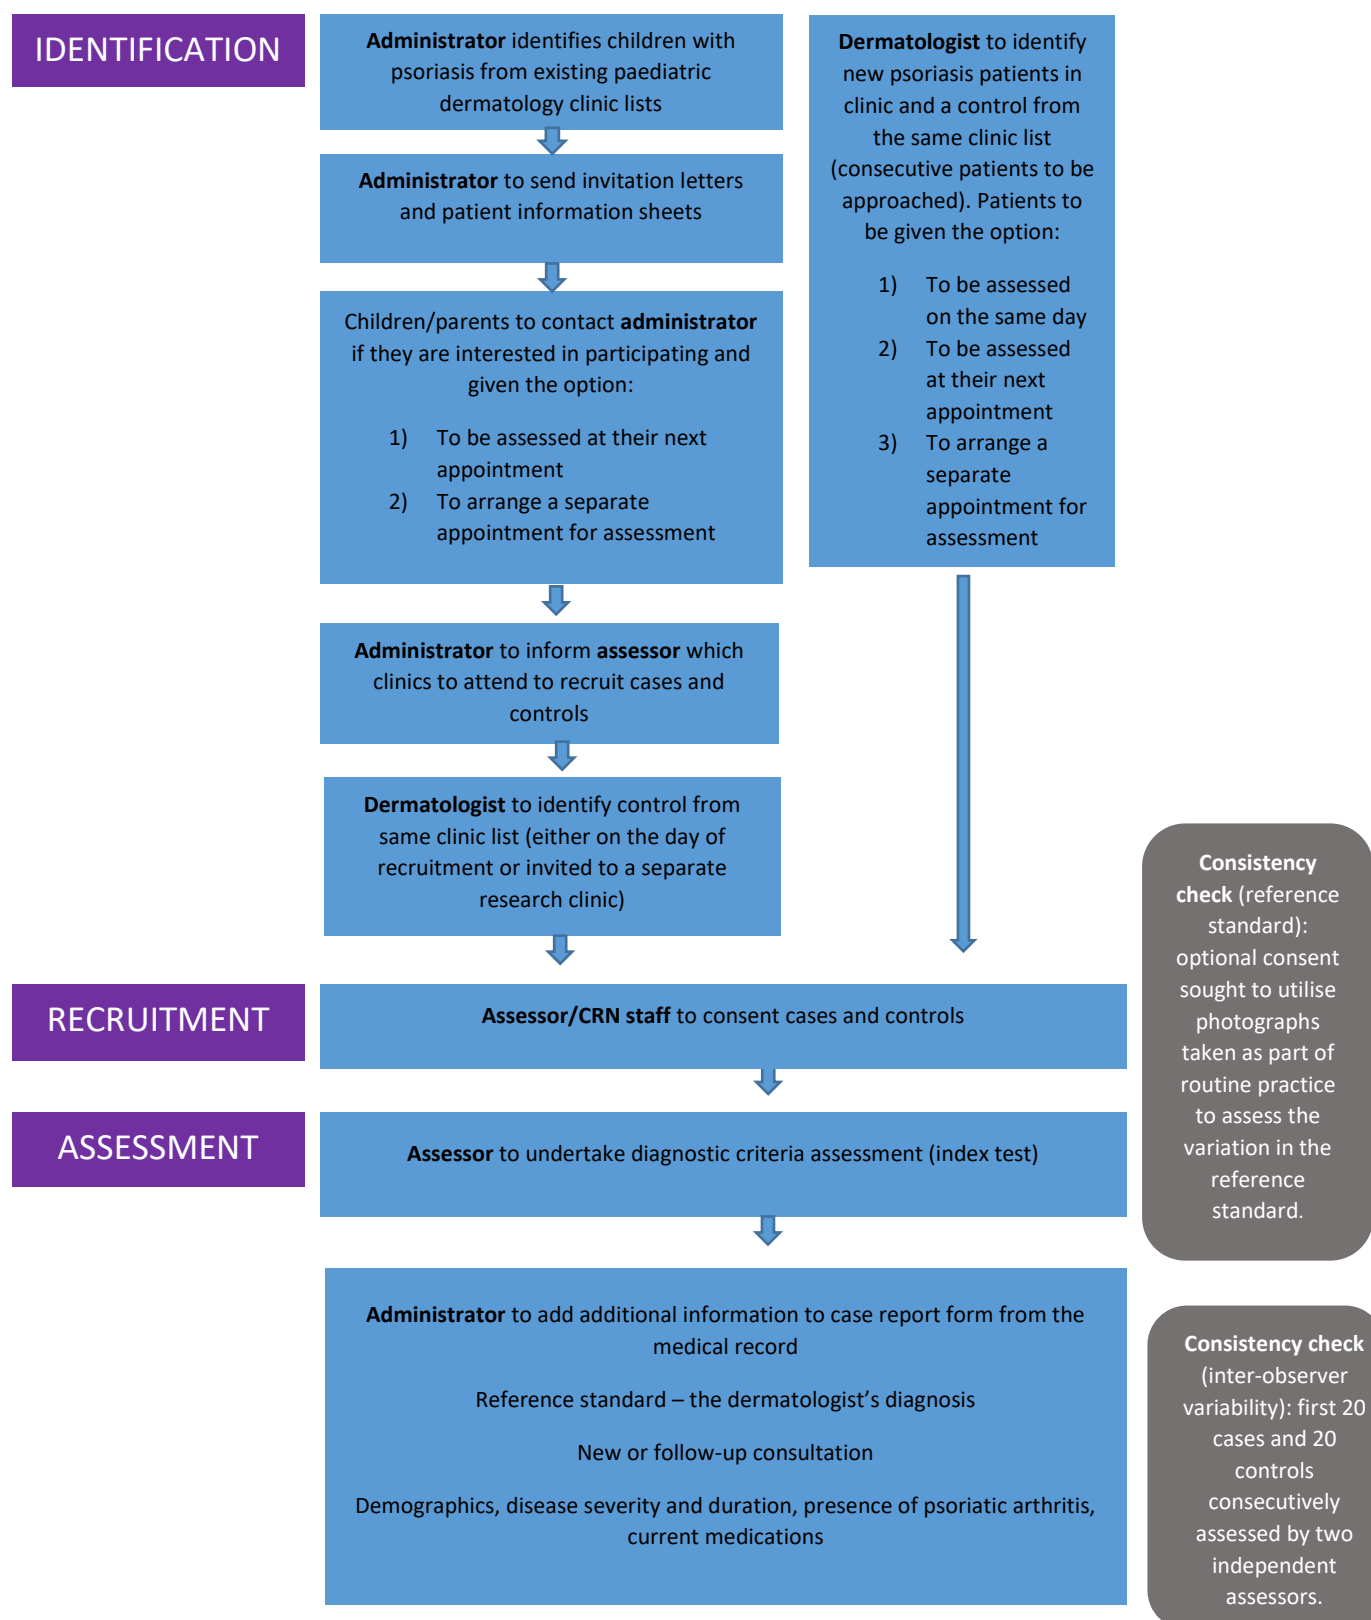 IDENTIFICATION
Administrator identifies children with
psoriasis from existing paediatric
dermatology clinic lists
Administrator to send invitation letters
and patient information sheets
Children/parents to contact administrator
if they are interested in participating and
given the option:
1) To be assessed at their next
appointment
2) To arrange a separate
appointment for assessment
Administrator to inform assessor which
clinics to attend to recruit cases and
controls
Dermatologist to identify control from
same clinic list (either on the day of
recruitment or invited to a separate
research clinic)
Dermatologist to identify
new psoriasis patients in
clinic and a control from
the same clinic list
(consecutive patients to be
approached). Patients to
be given the option:
1) To be assessed
on the same day
2) To be assessed
at their next
appointment
3) To arrange a
separate
appointment for
assessment
RECRUITMENT
Assessor/CRN staff to consent cases and controls
ASSESSMENT
Assessor to undertake diagnostic criteria assessment (index test)
Administrator to add additional information to case report form from the
medical record
Reference standard – the dermatologist's diagnosis
New or follow-up consultation
Demographics, disease severity and duration, presence of psoriatic arthritis,
current medications
Consistency
check (reference
standard):
optional consent
sought to utilise
photographs
taken as part of
routine practice
to assess the
variation in the
reference
standard.
Consistency check
(inter-observer
variability): first 20
cases and 20
controls
consecutively
assessed by two
independent
assessors.